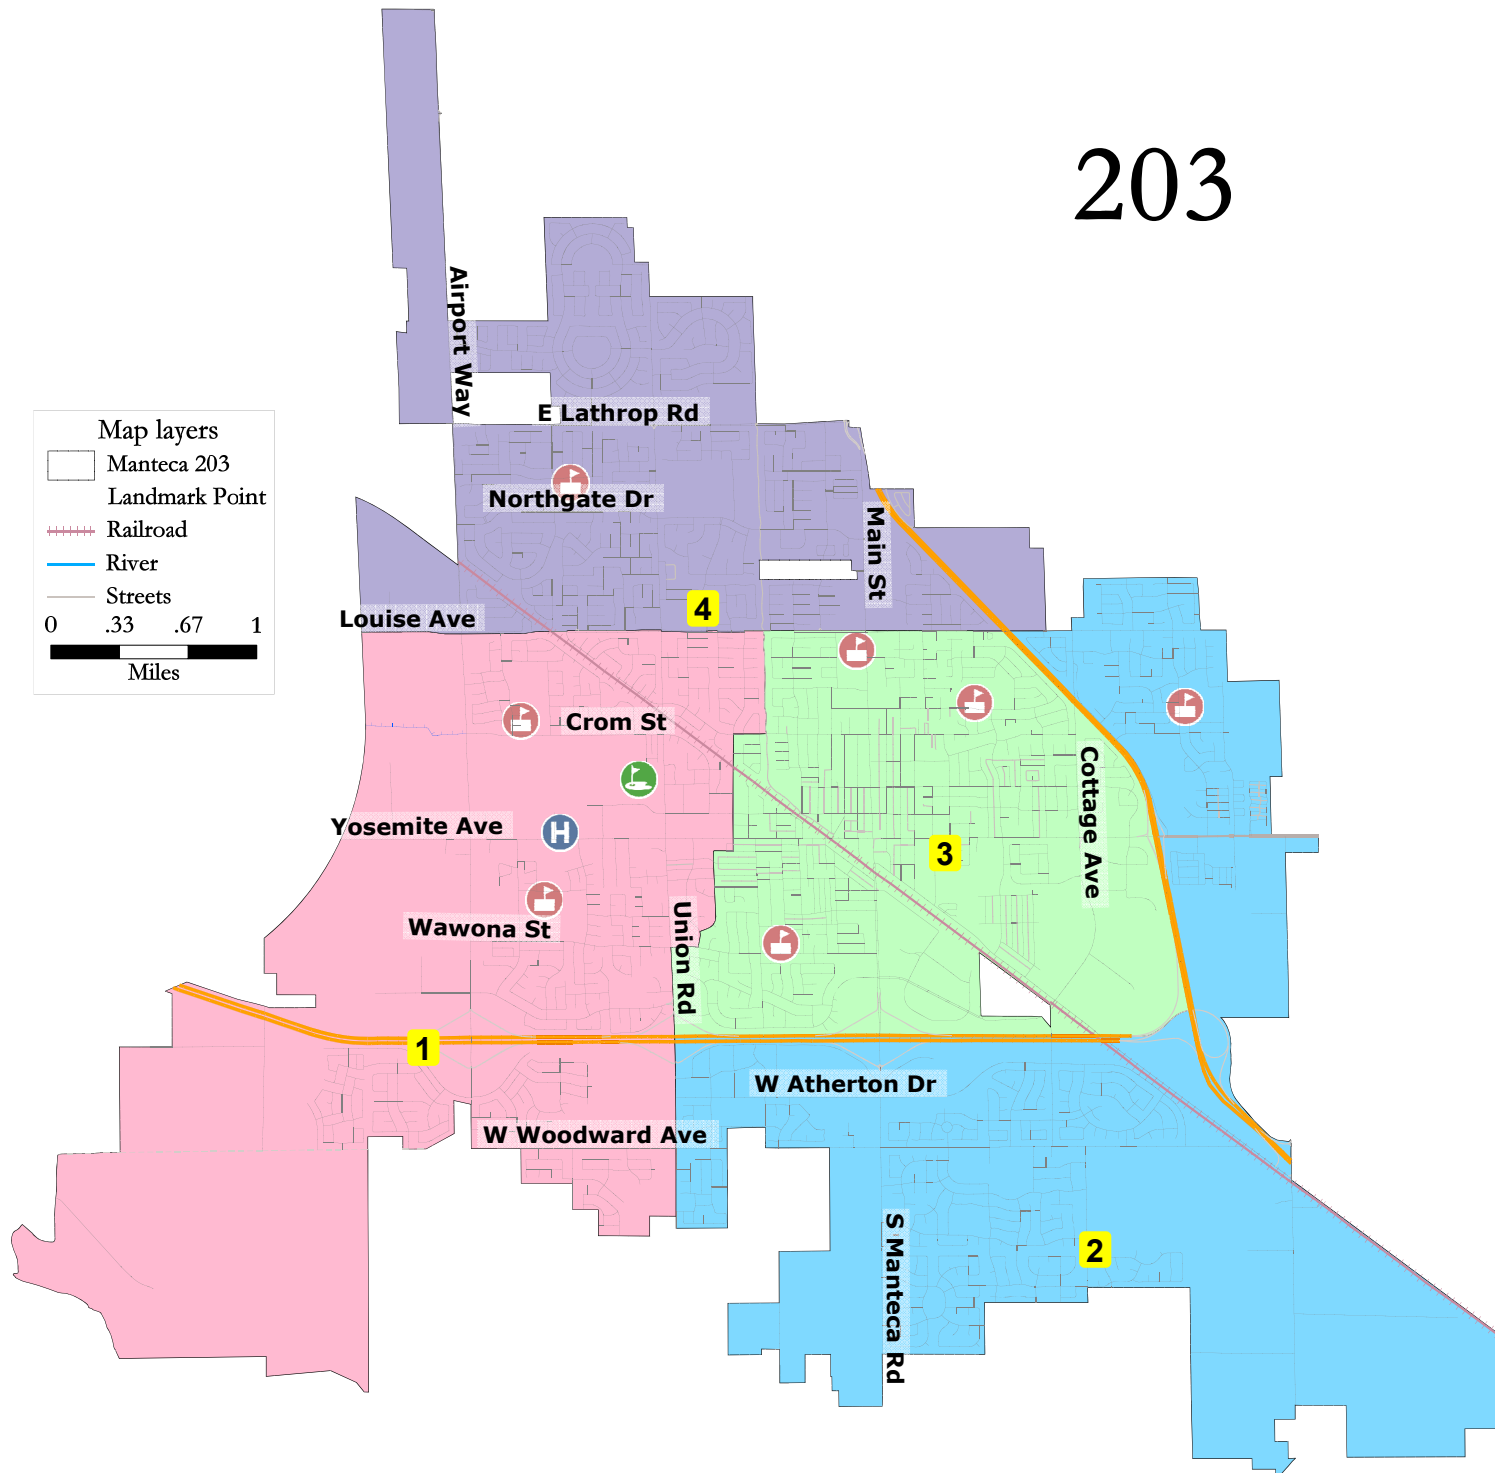 203
Airport Way
E Lathrop Rd
Map layers
Manteca 203
Landmark Point
Railroad
River
Streets
0 .33 .67 1
Miles
Northgate Dr
Main St
Louise Ave
4
Crom St
Cottage Ave
Yosemite Ave
H
3
Wawona St
Union Rd
1
W Atherton Dr
W Woodward Ave
S Manteca Rd
2